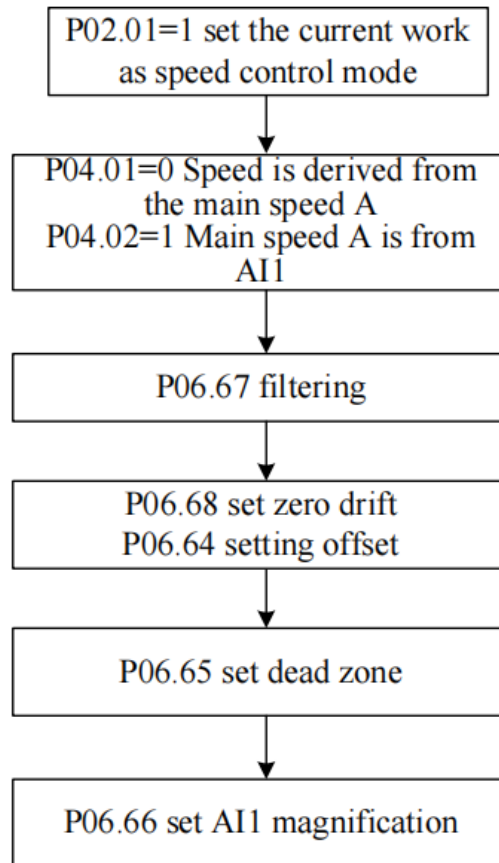 P02.01=1 set the current work
as speed control mode
P04.01=0 Speed is derived from
the main speed A
P04.02=1 Main speed A is from
AI1
P06.67 filtering
P06.68 set zero drift
P06.64 setting offset
P06.65 set dead zone
P06.66 set AI1 magnification